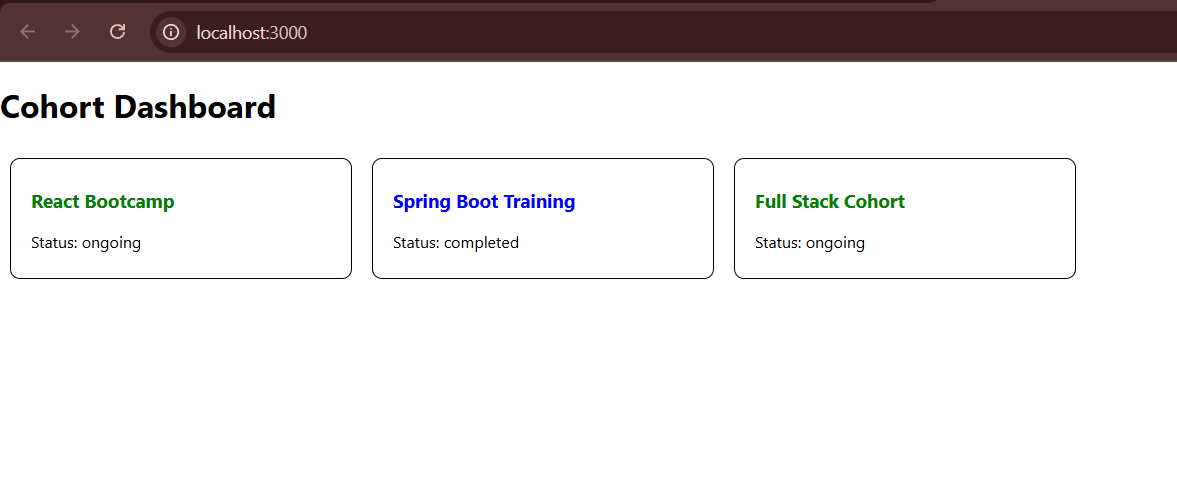 localhost:3000
Cohort Dashboard
React Bootcamp
Status: ongoing
Spring Boot Training
Status: completed
Full Stack Cohort
Status: ongoing